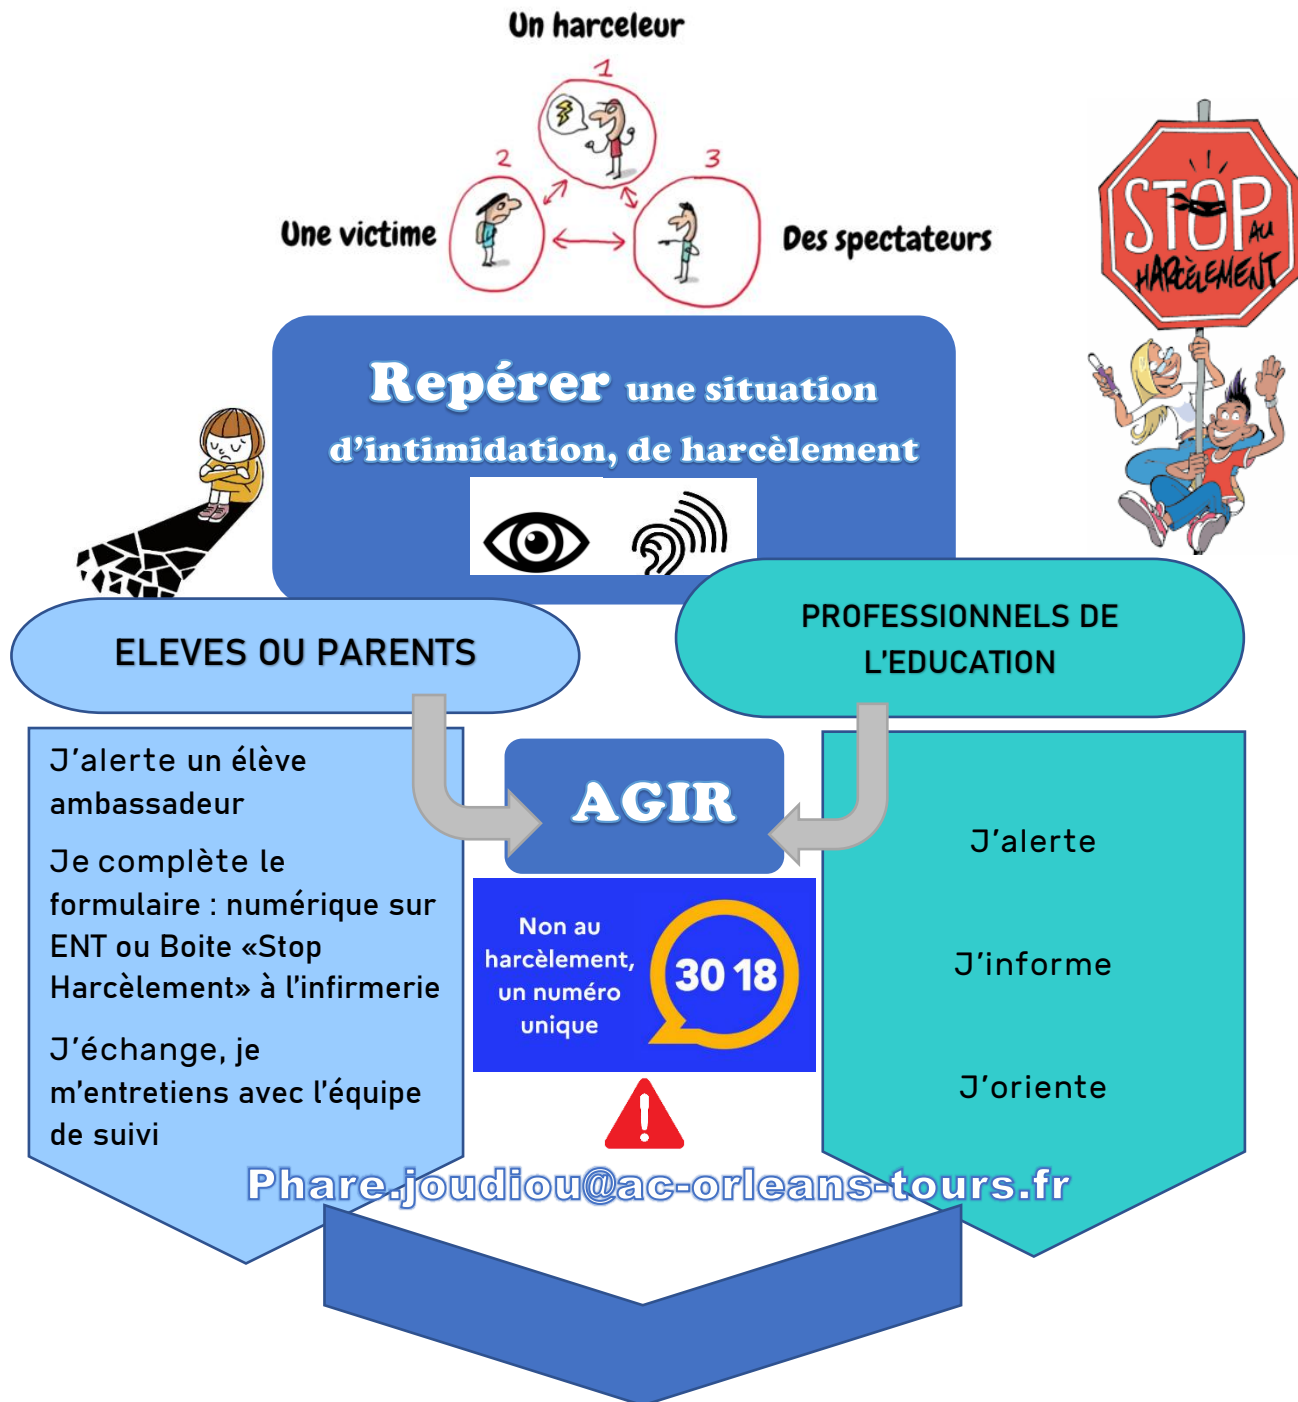 Un harceleur
1
2
3
Une victime
Des spectateurs
STOP
AU
HARCÈLEMENT
Repérer une situation
d'intimidation, de harcèlement
ELEVES OU PARENTS
PROFESSIONNELS DE
L'EDUCATION
J'alerte un élève
ambassadeur
Je complète le
formulaire : numérique sur
ENT ou Boite «Stop
Harcèlement» à l'infirmerie
J'échange, je
m'entretiens avec l'équipe
de suivi
AGIR
Non au
harcèlement,
un numéro
unique
30 18
J'alerte
J'informe
J'oriente
Phare.joudiou@ac-orleans-tours.fr